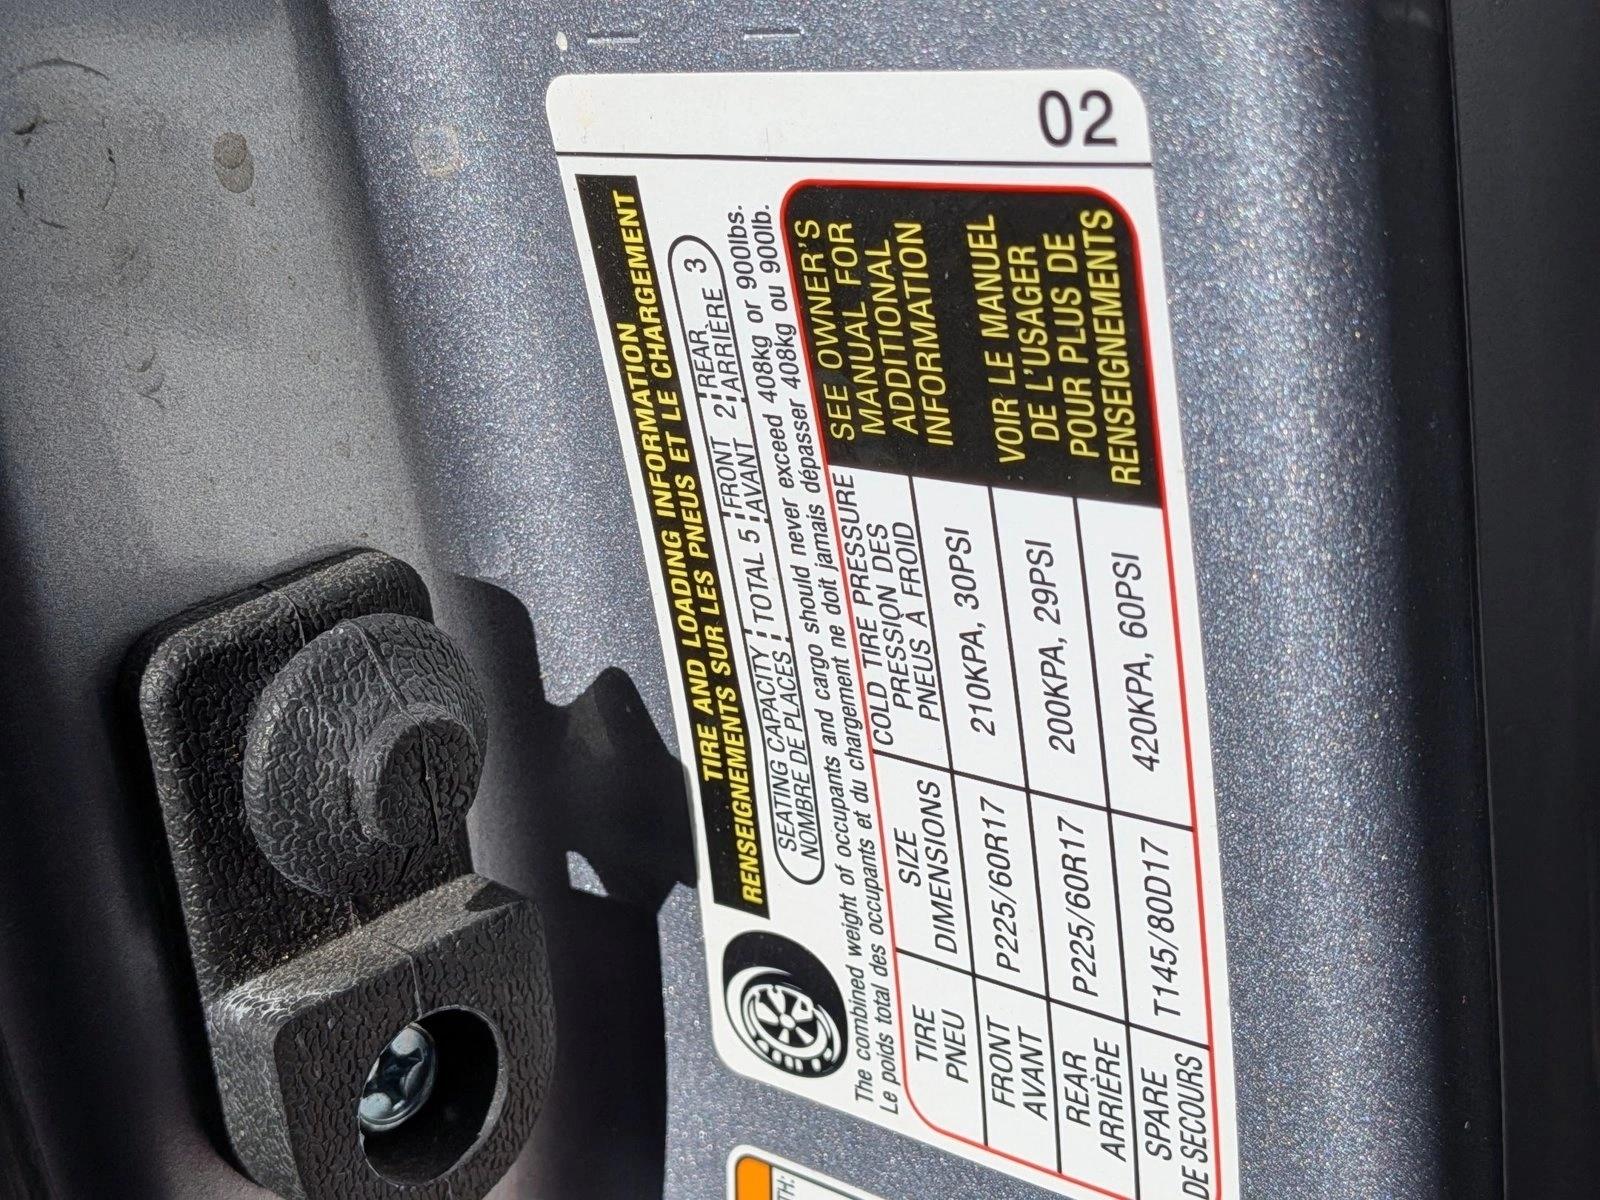 02
TIRE AND LOADING INFORMATION
RENSEIGNEMENTS SUR LES PNEUS ET LE CHARGEMENT
SEATING CAPACITY TOTAL 5 FRONT 2 REAR 3
NOMBRE DE PLACES AVANT ARRIÈRE
The combined weight of occupants and cargo should never exceed 408kg or 900lbs.
Le poids total des occupants et du chargement ne doit jamais dépasser 408kg ou 900lb.
TIRE
PNEU
SIZE
DIMENSIONS
COLD TIRE PRESSURE
PRESSION DES
PNEUS À FROID
FRONT
AVANT
P225/60R17
210KPA, 30PSI
REAR
ARRIÈRE
P225/60R17
200KPA, 29PSI
SPARE
DE SECOURS
T145/80D17
420KPA, 60PSI
SEE OWNER'S
MANUAL FOR
ADDITIONAL
INFORMATION
VOIR LE MANUEL
DE L'USAGER
POUR PLUS DE
RENSEIGNEMENTS